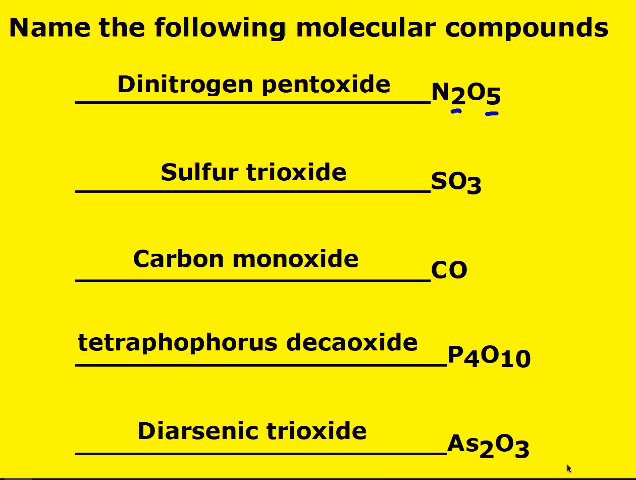 Name the following molecular compounds
Dinitrogen pentoxide N2O5
Sulfur trioxide SO3
Carbon monoxide CO
tetraphophorus decaoxide P4O10
Diarsenic trioxide As2O3